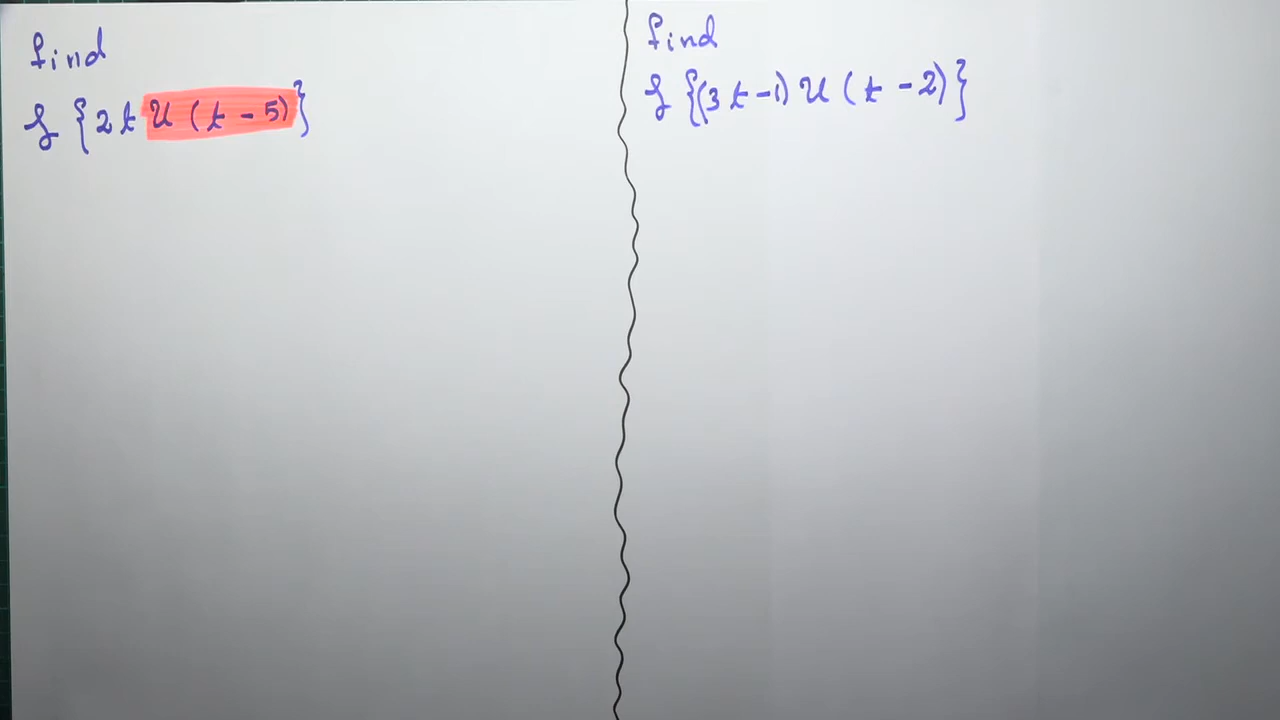 find
ℒ{2t 𝒰(t-5)}
find
ℒ{(3t-1) 𝒰(t-2)}